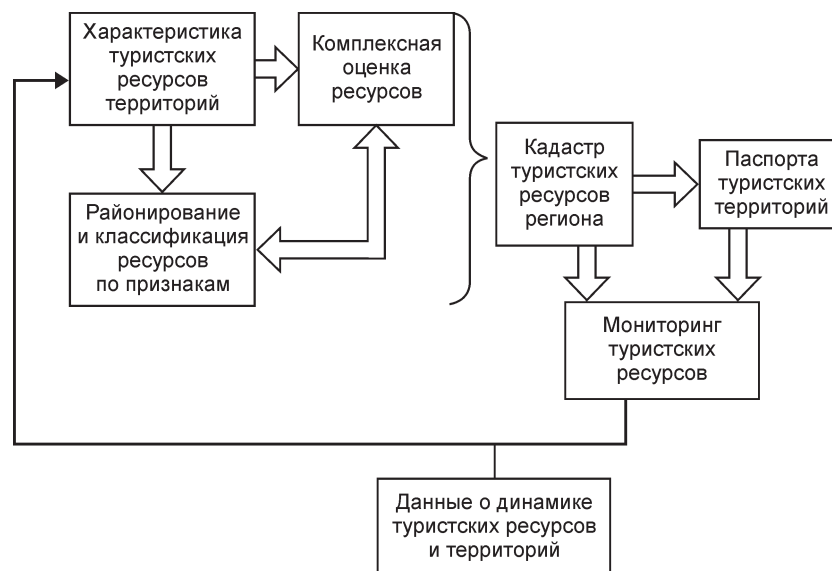 Характеристика
туристских
ресурсов
территорий
Комплексная
оценка
ресурсов
Районирование
и классификация
ресурсов
по признакам
Кадастр
туристских
ресурсов
региона
Паспорта
туристских
территорий
Мониторинг
туристских
ресурсов
Данные о динамике
туристских ресурсов
и территорий